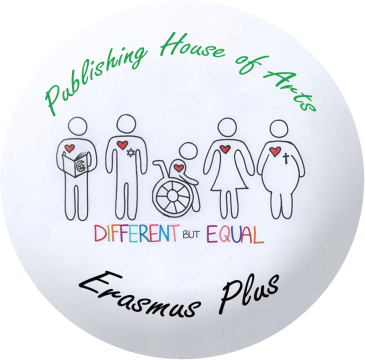 Publishing House of Arts
DIFFERENT BUT EQUAL
Erasmus Plus